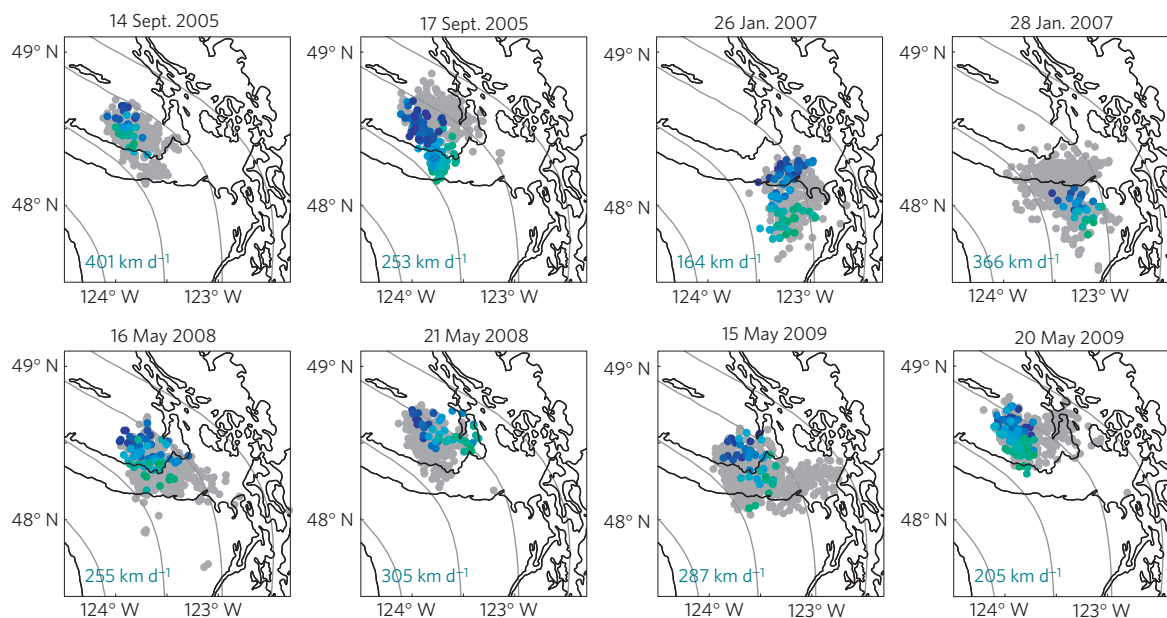 14 Sept. 2005
17 Sept. 2005
26 Jan. 2007
28 Jan. 2007
49° N
49° N
49° N
49° N
48° N
48° N
48° N
48° N
401 km d⁻¹
253 km d⁻¹
164 km d⁻¹
366 km d⁻¹
124° W
123° W
124° W
123° W
124° W
123° W
124° W
123° W
16 May 2008
21 May 2008
15 May 2009
20 May 2009
49° N
49° N
49° N
49° N
48° N
48° N
48° N
48° N
255 km d⁻¹
305 km d⁻¹
287 km d⁻¹
205 km d⁻¹
124° W
123° W
124° W
123° W
124° W
123° W
124° W
123° W